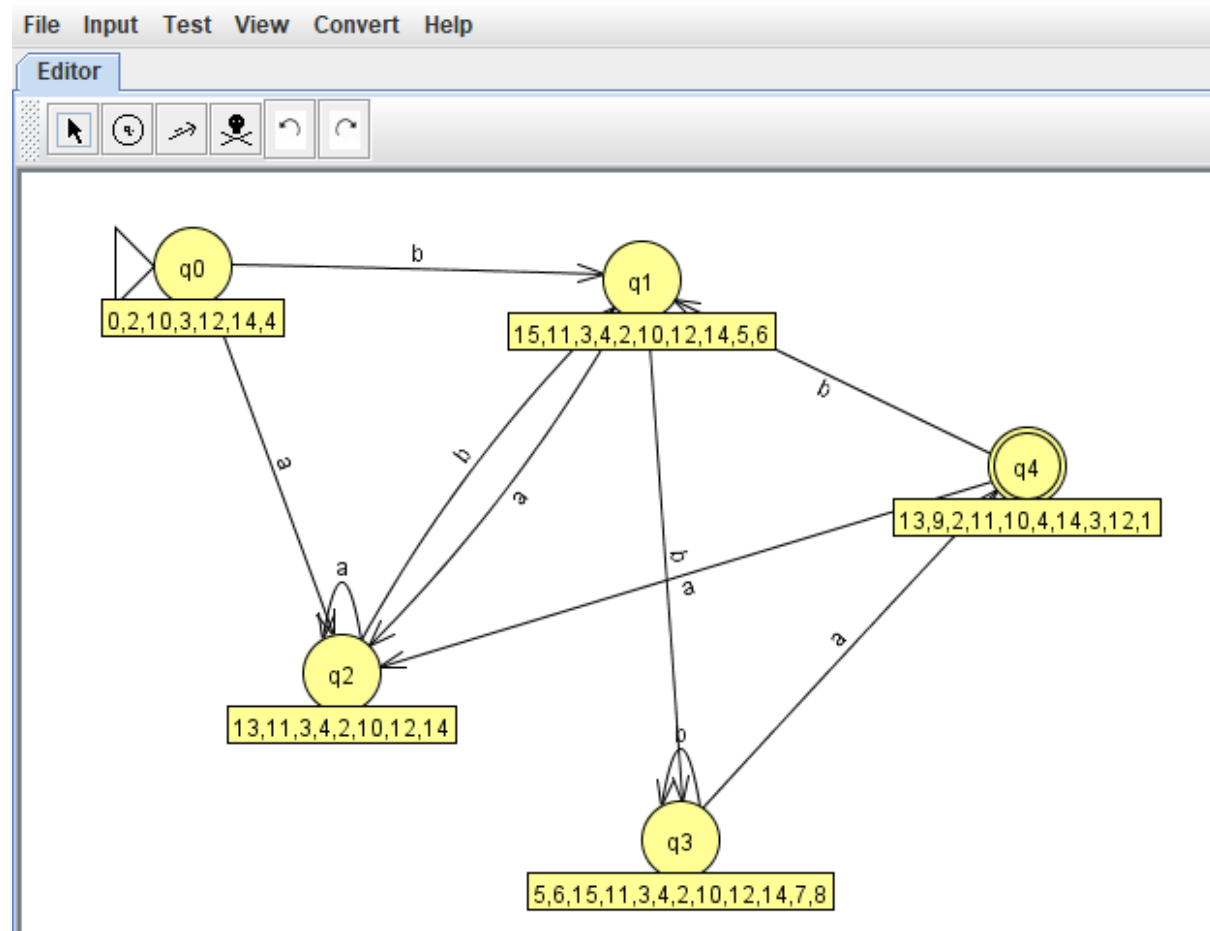 File Input Test View Convert Help
Editor
q
q0
b
q1
0,2,10,3,12,14,4
15,11,3,4,2,10,12,14,5,6
b
a
b
a
q4
13,9,2,11,10,4,14,3,12,1
b
a
a
a
q2
13,11,3,4,2,10,12,14
b
q3
5,6,15,11,3,4,2,10,12,14,7,8